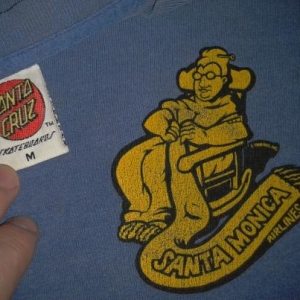 SANTA
CRUZ
SKATEBOARDS
M
SANTA MONICA
AIRLINES